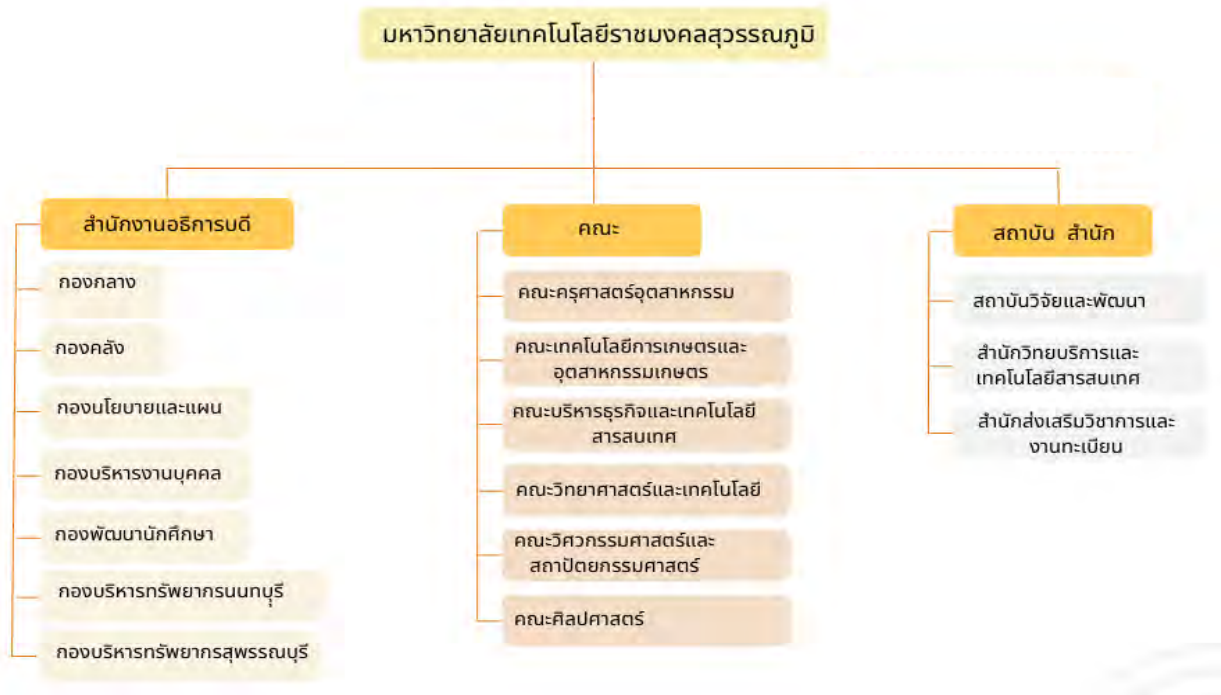 มหาวิทยาลัยเทคโนโลยีราชมงคลสุวรรณภูมิ
สำนักงานอธิการบดี
กองกลาง
กองคลัง
กองนโยบายและแผน
กองบริหารงานบุคคล
กองพัฒนานักศึกษา
กองบริหารทรัพยากรนนทบุรี
กองบริหารทรัพยากรสุพรรณบุรี
คณะ
คณะครุศาสตร์อุตสาหกรรม
คณะเทคโนโลยีการเกษตรและ
อุตสาหกรรมเกษตร
คณะบริหารธุรกิจและเทคโนโลยี
สารสนเทศ
คณะวิทยาศาสตร์และเทคโนโลยี
คณะวิศวกรรมศาสตร์และ
สถาปัตยกรรมศาสตร์
คณะศิลปศาสตร์
สถาบัน สำนัก
สถาบันวิจัยและพัฒนา
สำนักวิทยบริการและ
เทคโนโลยีสารสนเทศ
สำนักส่งเสริมวิชาการและ
งานทะเบียน